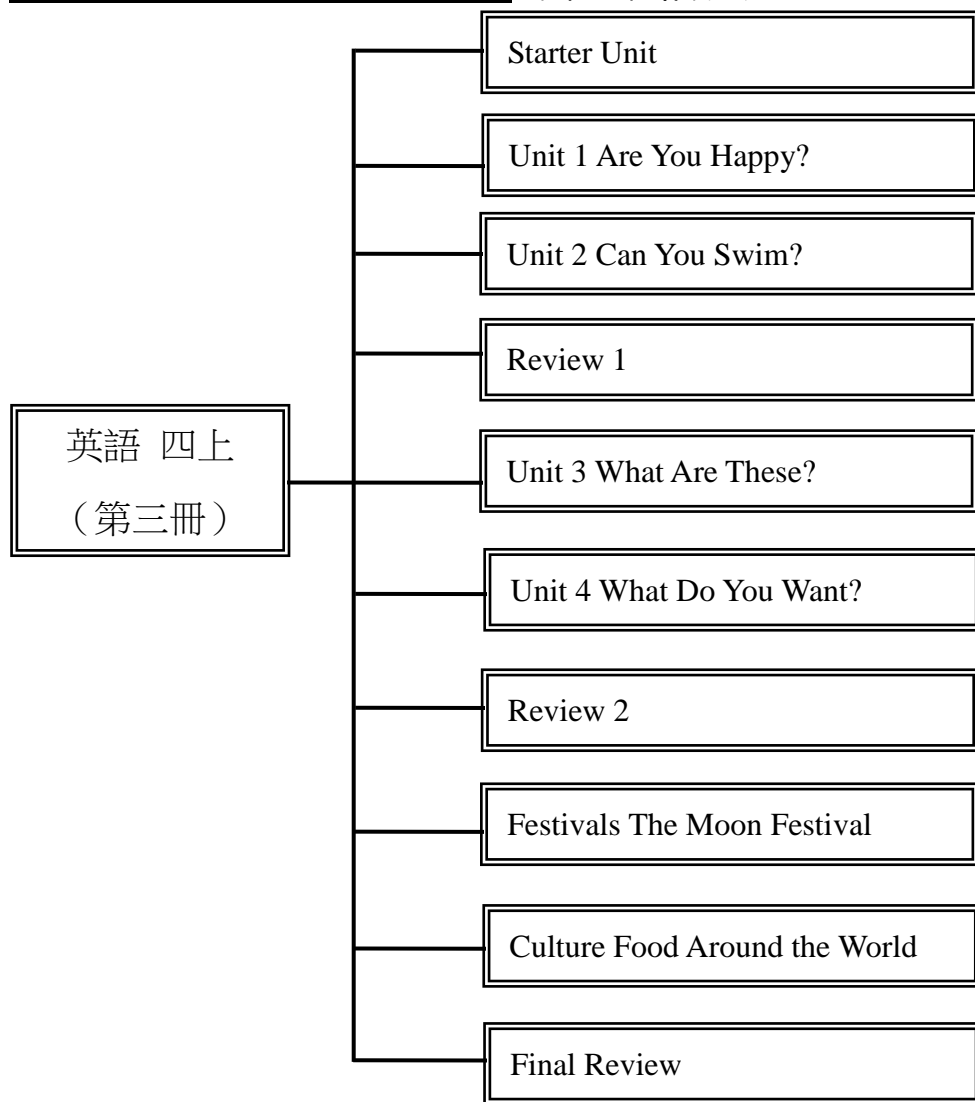 Starter Unit
Unit 1 Are You Happy?
Unit 2 Can You Swim?
Review 1
英語 四上
（第三冊）
Unit 3 What Are These?
Unit 4 What Do You Want?
Review 2
Festivals The Moon Festival
Culture Food Around the World
Final Review